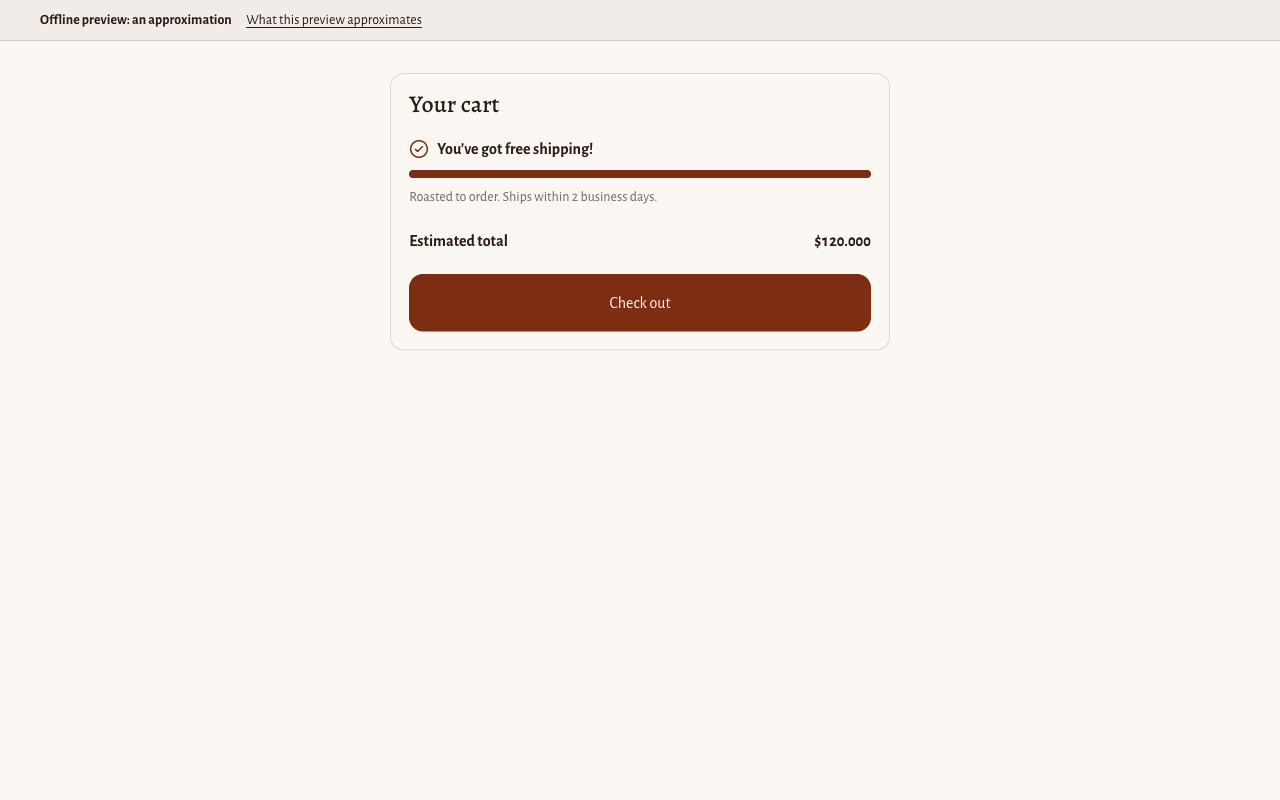 Offline preview: an approximation What this preview approximates
Your cart
You've got free shipping!
Roasted to order. Ships within 2 business days.
Estimated total $120.000
Check out